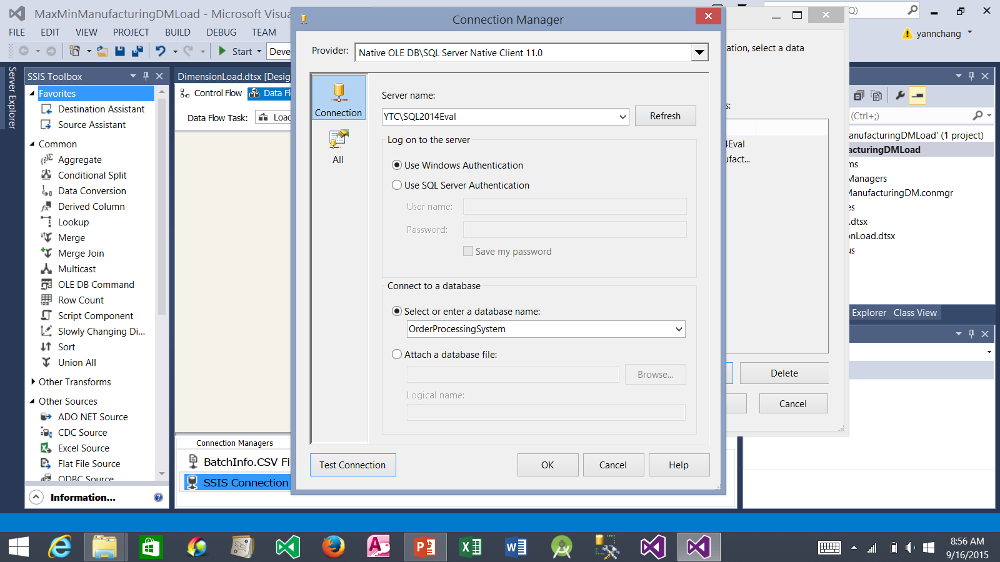 MaxMinManufacturingDMLoad - Microsoft Visua
FILE EDIT VIEW PROJECT BUILD DEBUG TEAM
Start Deve
yannchang
Server Explorer
SSIS Toolbox
Favorites
Destination Assistant
Source Assistant
Common
Aggregate
Conditional Split
Data Conversion
Derived Column
Lookup
Merge
Merge Join
Multicast
OLE DB Command
Row Count
Script Component
Slowly Changing Di...
Sort
Union All
Other Transforms
Other Sources
ADO NET Source
CDC Source
Excel Source
Flat File Source
ODBC Source
Information...
DimensionLoad.dtsx [Desig
Control Flow Data Fl
Data Flow Task: Load
Connection Managers
BatchInfo.CSV Fi
SSIS Connection
Connection Manager
Provider: Native OLE DB\SQL Server Native Client 11.0
Connection
All
Server name:
YTC\SQL2014Eval Refresh
Log on to the server
Use Windows Authentication
Use SQL Server Authentication
User name:
Password:
Save my password
Connect to a database
Select or enter a database name:
OrderProcessingSystem
Attach a database file:
Browse...
Logical name:
Test Connection OK Cancel Help
ation, select a data
s:
4Eval
ufact...
Delete
Cancel
(Ctrl+;)
anufacturingDMLoad' (1 project)
acturingDMLoad
ms
Managers
ManufacturingDM.conmgr
es
.dtsx
onLoad.dtsx
us
Explorer Class View
8:56 AM
9/16/2015